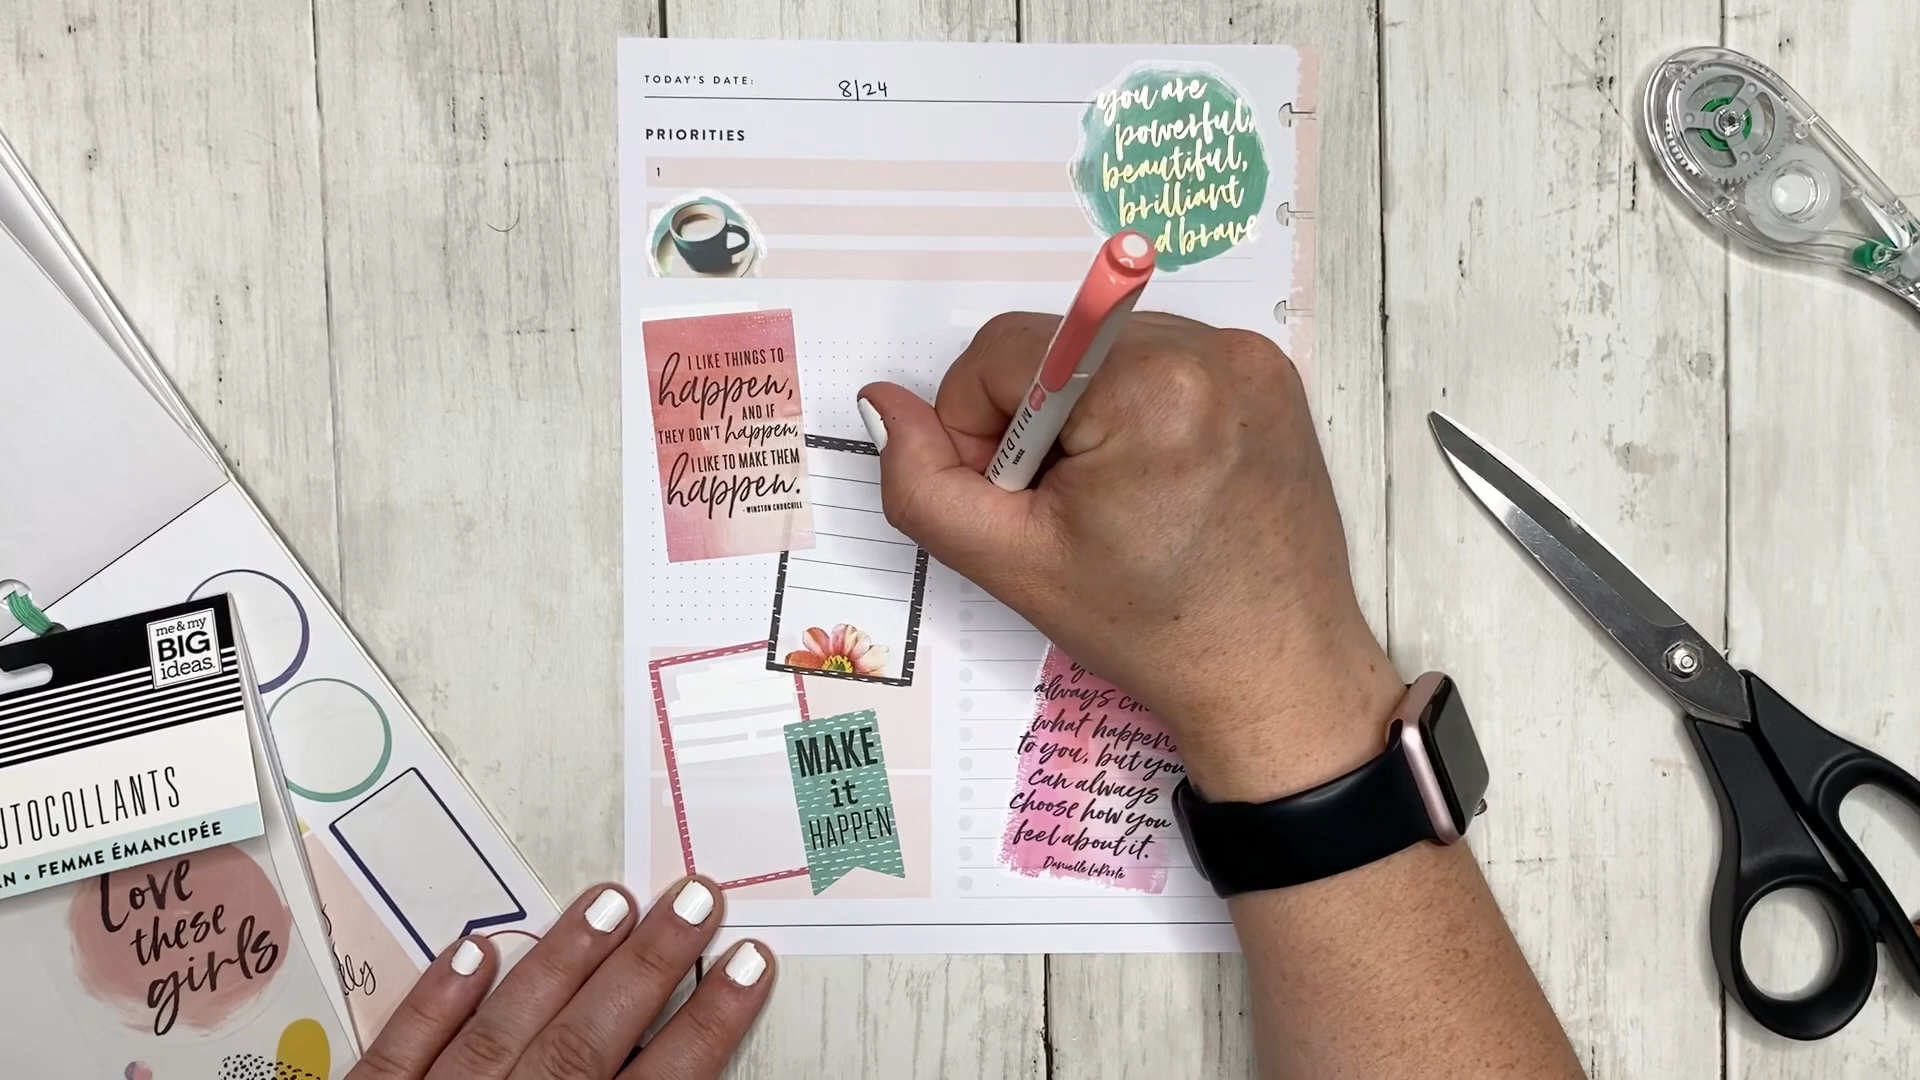 TODAY'S DATE: 8/24
PRIORITIES
1
you are
powerful,
beautiful,
brilliant
d brave
I LIKE THINGS TO
happen,
AND IF
THEY DON'T happen,
I LIKE TO MAKE THEM
happen.
- WINSTON CHURCHILL
MAKE
it
HAPPEN
always
what happens
to you, but you
can always
choose how you
feel about it.
Danielle LaPorte
MILDLIN
ZEBRA
me & my
BIG
ideas.
UTOCOLLANTS
N • FEMME ÉMANCIPÉE
Love
these
girls